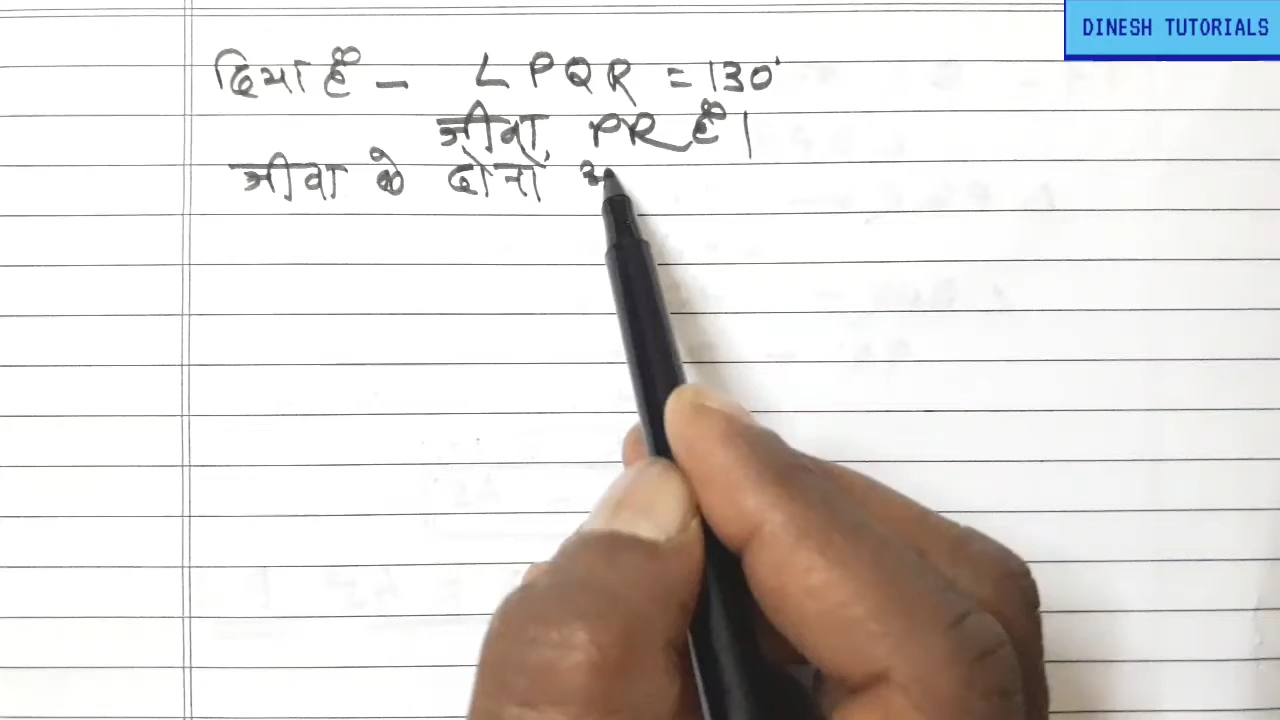 DINESH TUTORIALS
दिया है - ∠PQR = 130°
जीवा, PR है।
जीवा के दोनों